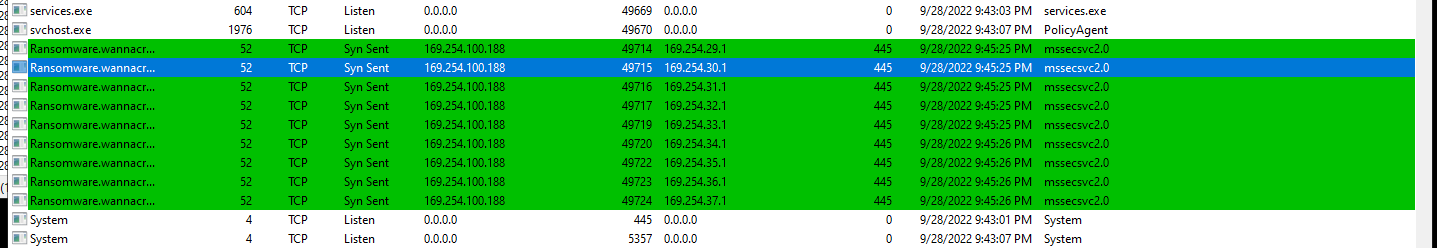 services.exe 604 TCP Listen 0.0.0.0 49669 0.0.0.0 0 9/28/2022 9:43:03 PM services.exe
svchost.exe 1976 TCP Listen 0.0.0.0 49670 0.0.0.0 0 9/28/2022 9:43:07 PM PolicyAgent
Ransomware.wannacr... 52 TCP Syn Sent 169.254.100.188 49714 169.254.29.1 445 9/28/2022 9:45:25 PM mssecsvc2.0
Ransomware.wannacr... 52 TCP Syn Sent 169.254.100.188 49715 169.254.30.1 445 9/28/2022 9:45:25 PM mssecsvc2.0
Ransomware.wannacr... 52 TCP Syn Sent 169.254.100.188 49716 169.254.31.1 445 9/28/2022 9:45:25 PM mssecsvc2.0
Ransomware.wannacr... 52 TCP Syn Sent 169.254.100.188 49717 169.254.32.1 445 9/28/2022 9:45:25 PM mssecsvc2.0
Ransomware.wannacr... 52 TCP Syn Sent 169.254.100.188 49719 169.254.33.1 445 9/28/2022 9:45:25 PM mssecsvc2.0
Ransomware.wannacr... 52 TCP Syn Sent 169.254.100.188 49720 169.254.34.1 445 9/28/2022 9:45:26 PM mssecsvc2.0
Ransomware.wannacr... 52 TCP Syn Sent 169.254.100.188 49722 169.254.35.1 445 9/28/2022 9:45:26 PM mssecsvc2.0
Ransomware.wannacr... 52 TCP Syn Sent 169.254.100.188 49723 169.254.36.1 445 9/28/2022 9:45:26 PM mssecsvc2.0
Ransomware.wannacr... 52 TCP Syn Sent 169.254.100.188 49724 169.254.37.1 445 9/28/2022 9:45:26 PM mssecsvc2.0
System 4 TCP Listen 0.0.0.0 445 0.0.0.0 0 9/28/2022 9:43:01 PM System
System 4 TCP Listen 0.0.0.0 5357 0.0.0.0 0 9/28/2022 9:43:07 PM System